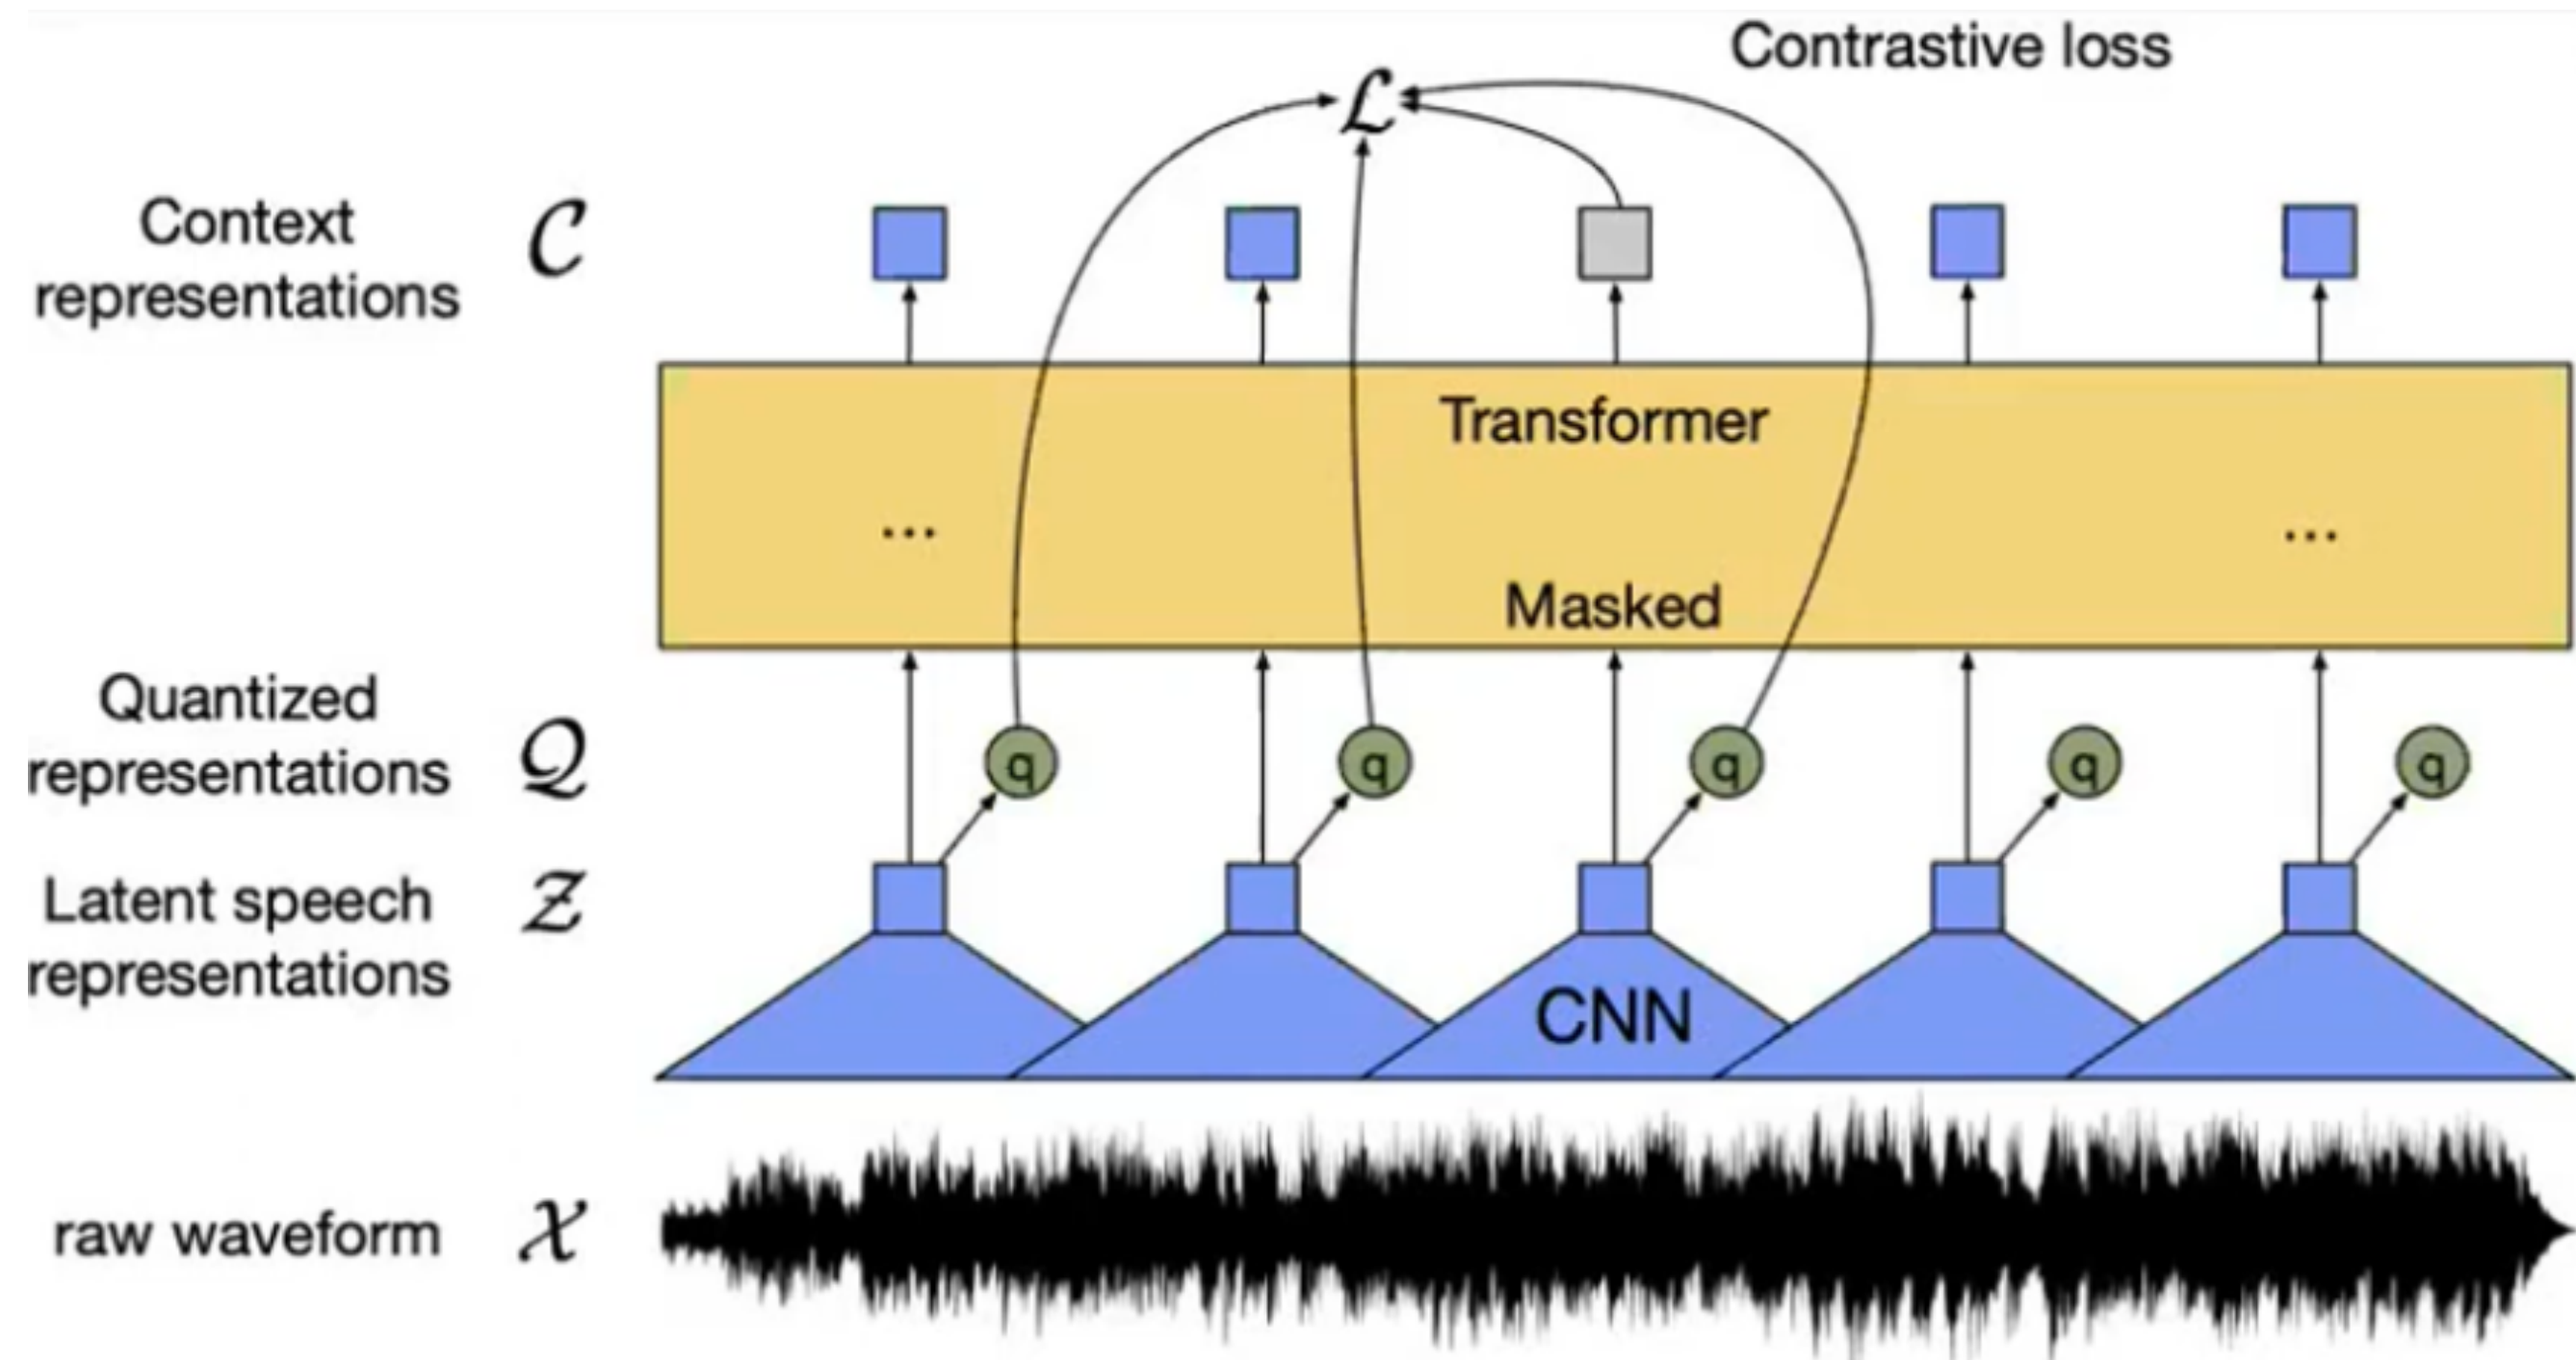 Contrastive loss
ℒ
Context
representations
𝒞
Transformer
...
...
Masked
Quantized
representations
𝒬
q
q
q
q
q
Latent speech
representations
𝒵
CNN
raw waveform
𝒳